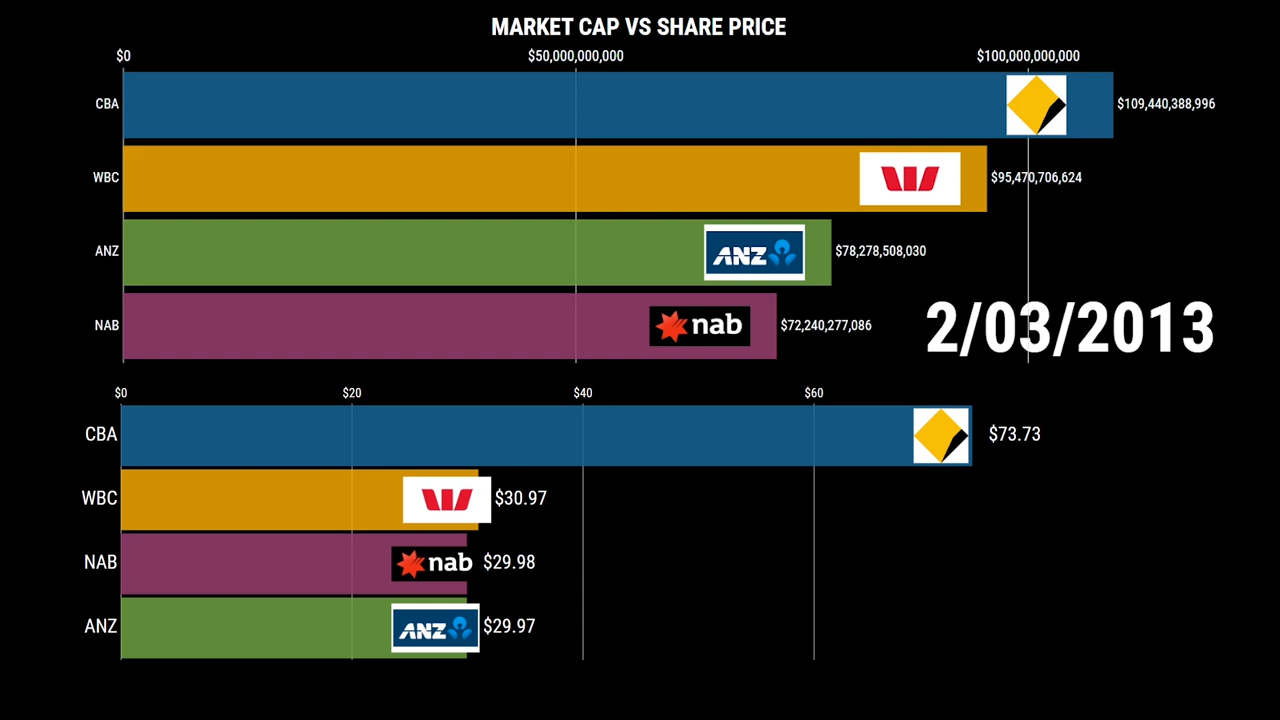 MARKET CAP VS SHARE PRICE
$0 $50,000,000,000 $100,000,000,000
CBA $109,440,388,996
WBC $95,470,706,624
ANZ ANZ $78,278,508,030
NAB nab $72,240,277,086
2/03/2013
$0 $20 $40 $60
CBA $73.73
WBC $30.97
NAB nab $29.98
ANZ ANZ $29.97